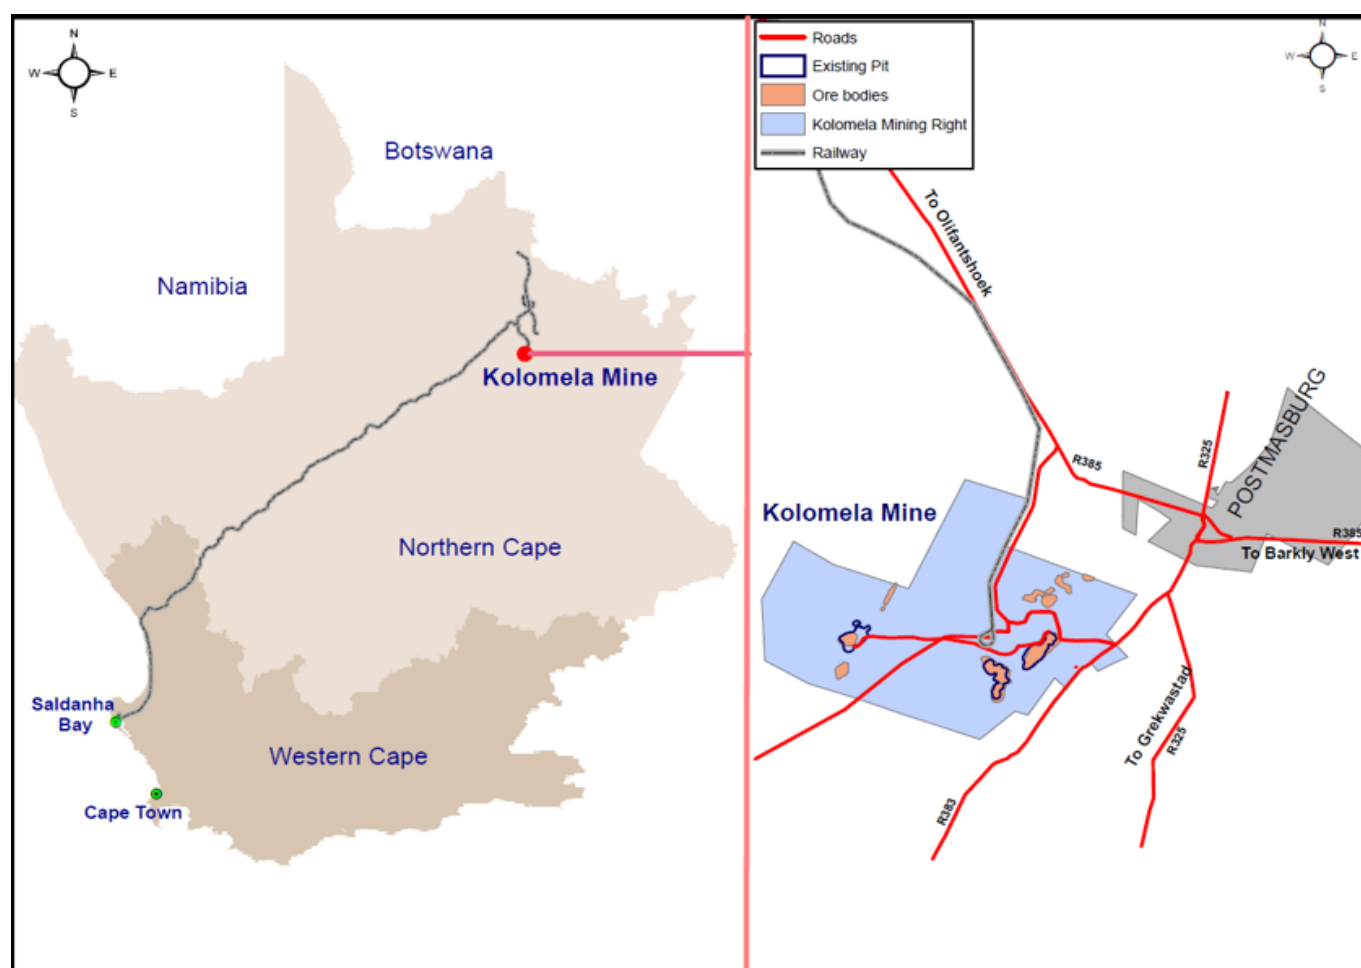 N
W
E
S
Botswana
Namibia
Kolomela Mine
Northern Cape
Saldanha
Bay
Western Cape
Cape Town
Roads
Existing Pit
Ore bodies
Kolomela Mining Right
Railway
N
W
E
S
To Olifantshoek
R325
POSTMASBURG
R385
Kolomela Mine
R385
To Barkly West
To Grekwastad
R325
R383